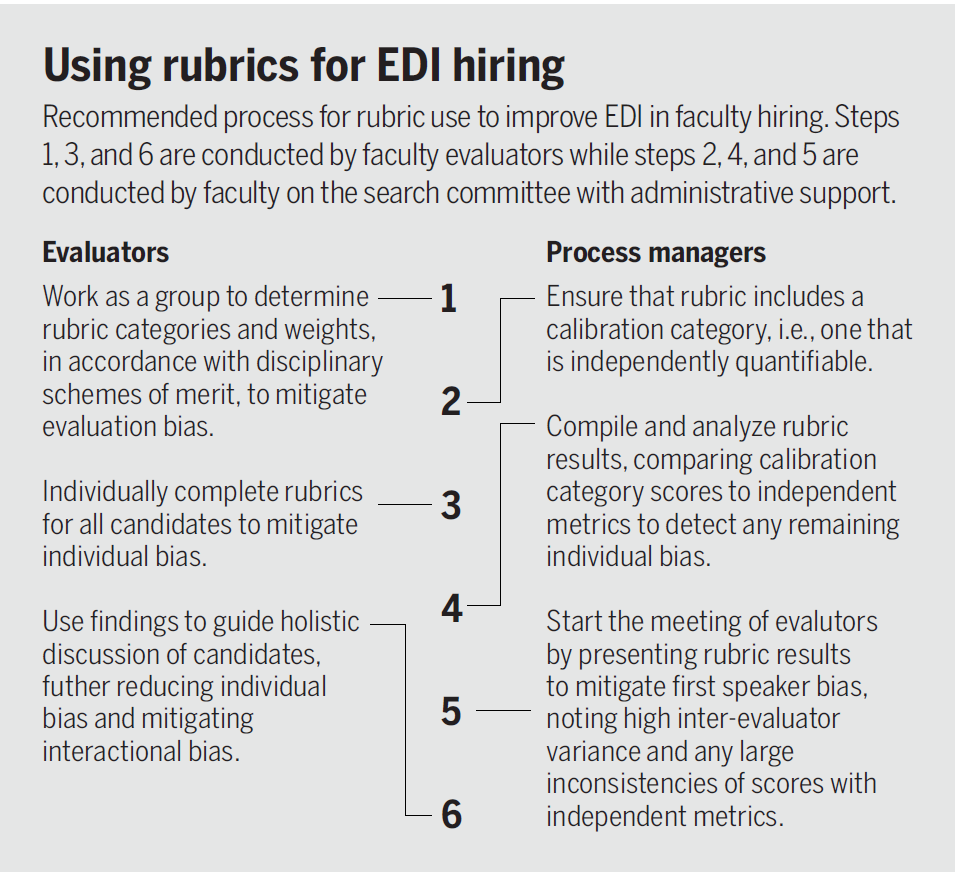 Using rubrics for EDI hiring
Recommended process for rubric use to improve EDI in faculty hiring. Steps
1, 3, and 6 are conducted by faculty evaluators while steps 2, 4, and 5 are
conducted by faculty on the search committee with administrative support.
Evaluators
Work as a group to determine
rubric categories and weights,
in accordance with disciplinary
schemes of merit, to mitigate
evaluation bias.
Individually complete rubrics
for all candidates to mitigate
individual bias.
Use findings to guide holistic
discussion of candidates,
futher reducing individual
bias and mitigating
interactional bias.
1
2
3
4
5
6
Process managers
Ensure that rubric includes a
calibration category, i.e., one that
is independently quantifiable.
Compile and analyze rubric
results, comparing calibration
category scores to independent
metrics to detect any remaining
individual bias.
Start the meeting of evalutors
by presenting rubric results
to mitigate first speaker bias,
noting high inter-evaluator
variance and any large
inconsistencies of scores with
independent metrics.